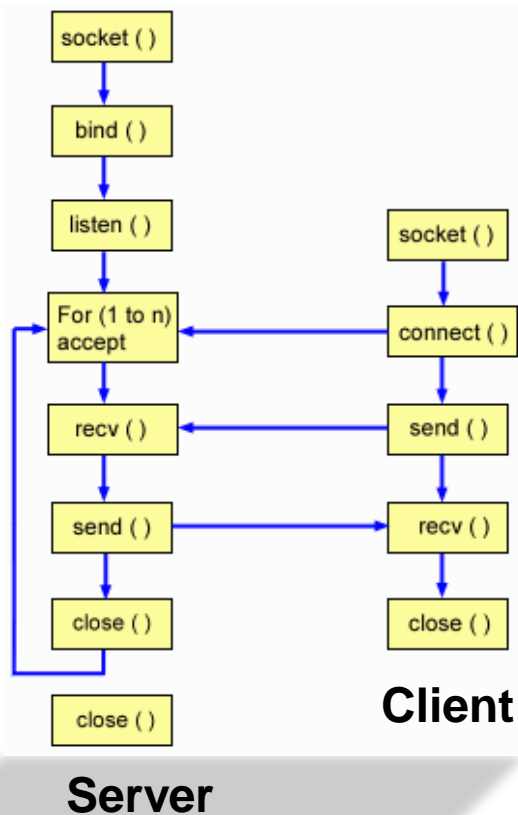 socket ( )
bind ( )
listen ( )
For (1 to n)
accept
recv ( )
send ( )
close ( )
close ( )
Server
socket ( )
connect ( )
send ( )
recv ( )
close ( )
Client